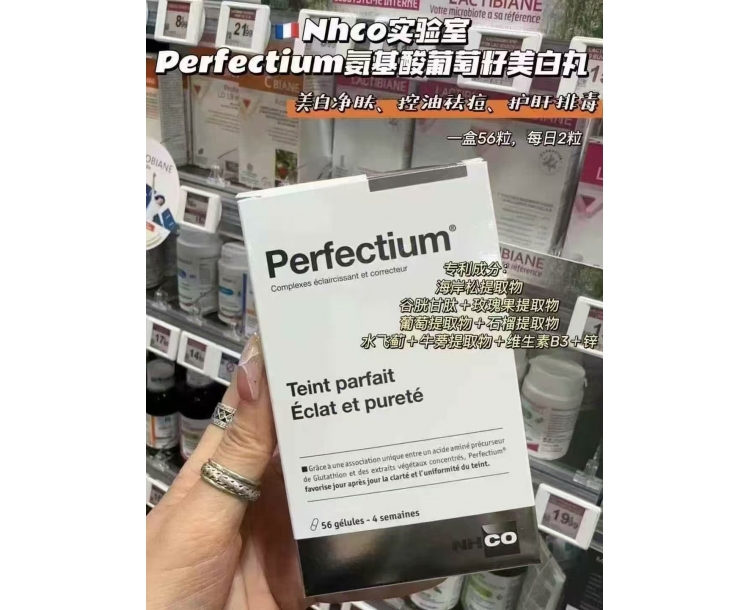 LACTIBIANE
Votre microbiote a sa référence
Nhco实验室
Perfectium氨基酸葡萄籽美白丸
美白净肤、控油祛痘、护肝排毒
一盒56粒，每日2粒
Perfectium®
Complexes éclaircissant et correcteur
专利成分：
海岸松提取物
谷胱甘肽＋玫瑰果提取物
葡萄提取物＋石榴提取物
水飞蓟＋牛蒡提取物＋维生素B3＋锌
Teint parfait
Éclat et pureté
Grâce à une association unique entre un acide aminé précurseur
de Glutathion et des extraits végétaux concentrés, Perfectium®
favorise jour après jour la clarté et l'uniformité du teint.
56 gélules - 4 semaines
NHCO